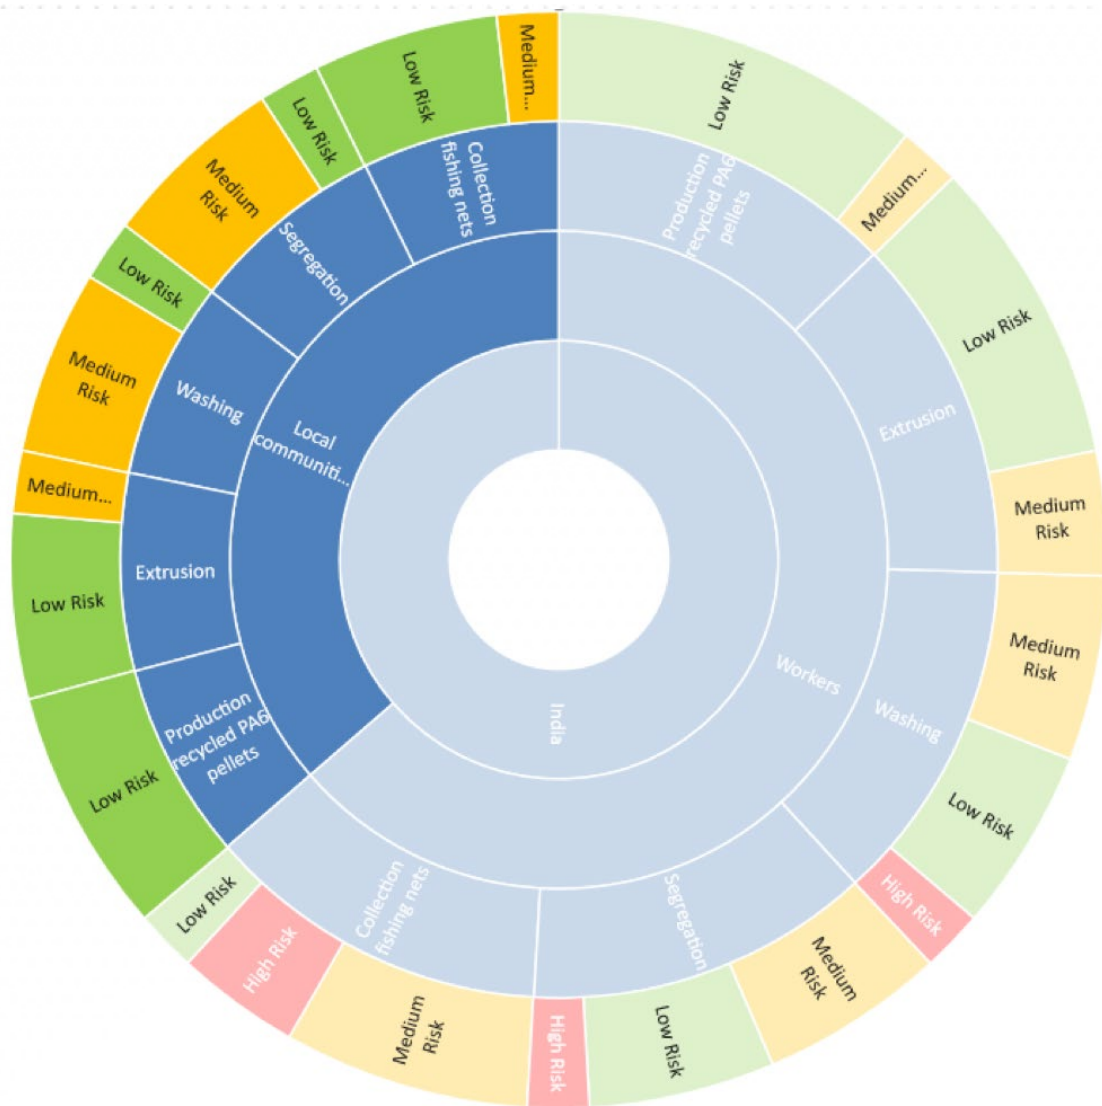 India
Workers
Production
recycled PA6
pellets
Low Risk
Medium...
Extrusion
Low Risk
Medium
Risk
Washing
Medium
Risk
Low Risk
High Risk
Segregation
Medium
Risk
Low Risk
High Risk
Collection
fishing nets
Medium
Risk
High Risk
Low Risk
Local
communiti...
Production
recycled PA6
pellets
Low Risk
Extrusion
Low Risk
Medium...
Washing
Medium
Risk
Low Risk
Segregation
Medium
Risk
Low Risk
Collection
fishing nets
Low Risk
Medium...